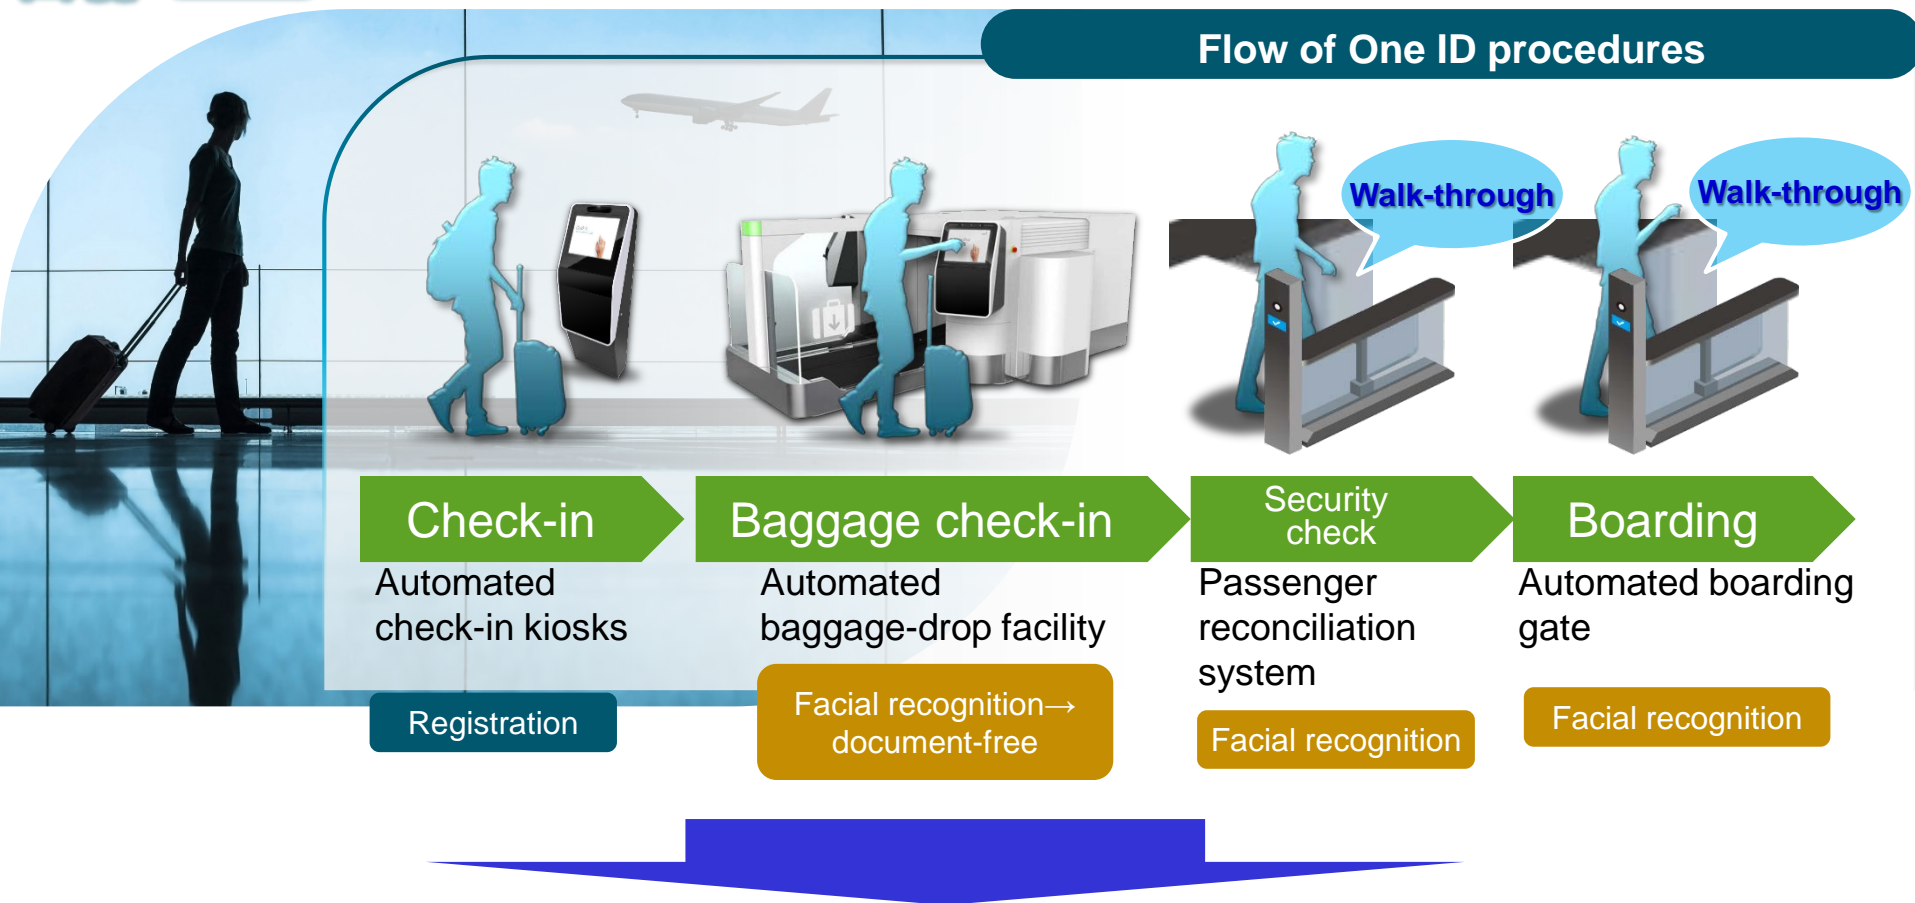 Flow of One ID procedures
Walk-through
Walk-through
Check-in
Baggage check-in
Security
check
Boarding
Automated
check-in kiosks
Automated
baggage-drop facility
Passenger
reconciliation
system
Automated boarding
gate
Registration
Facial recognition→
document-free
Facial recognition
Facial recognition